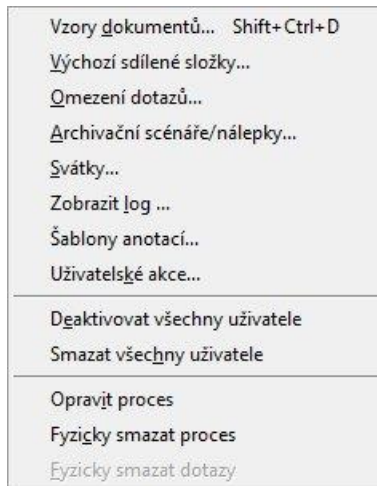 Vzory dokumentů... Shift+Ctrl+D
Výchozí sdílené složky...
Omezení dotazů...
Archivační scénáře/nálepky...
Svátky...
Zobrazit log ...
Šablony anotací...
Uživatelské akce...
Deaktivovat všechny uživatele
Smazat všechny uživatele
Opravit proces
Fyzicky smazat proces
Fyzicky smazat dotazy